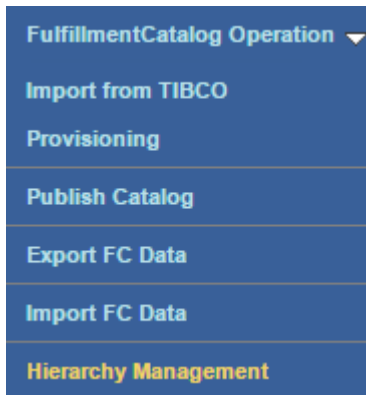 FulfillmentCatalog Operation
Import from TIBCO
Provisioning
Publish Catalog
Export FC Data
Import FC Data
Hierarchy Management